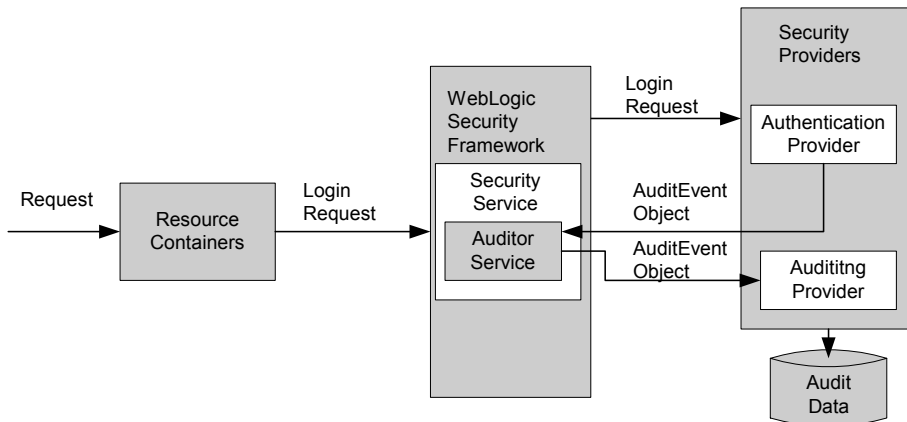 Request
Resource
Containers
Login
Request
WebLogic
Security
Framework
Security
Service
Auditor
Service
Login
Request
AuditEvent
Object
AuditEvent
Object
Security
Providers
Authentication
Provider
Audititng
Provider
Audit
Data